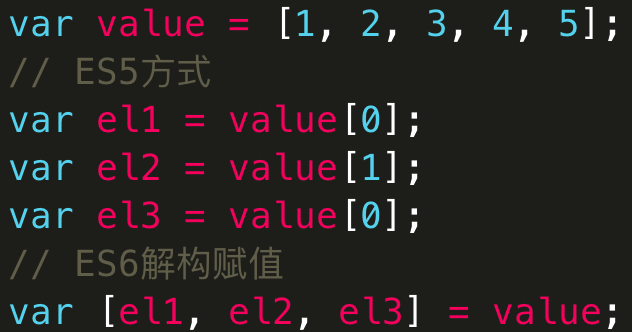 var value = [1, 2, 3, 4, 5];
// ES5方式
var el1 = value[0];
var el2 = value[1];
var el3 = value[0];
// ES6解构赋值
var [el1, el2, el3] = value;